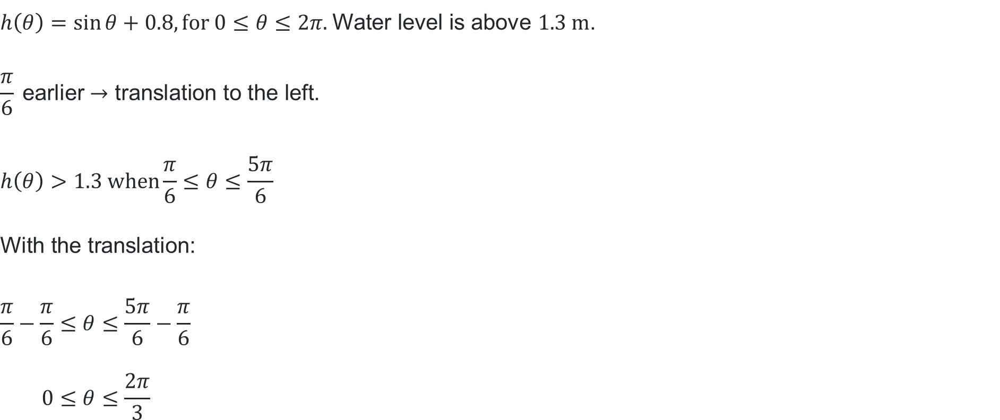 h(θ) = sin θ + 0.8, for 0 ≤ θ ≤ 2π. Water level is above 1.3 m.
π/6 earlier → translation to the left.
h(θ) > 1.3 when π/6 ≤ θ ≤ 5π/6
With the translation:
π/6 − π/6 ≤ θ ≤ 5π/6 − π/6
0 ≤ θ ≤ 2π/3